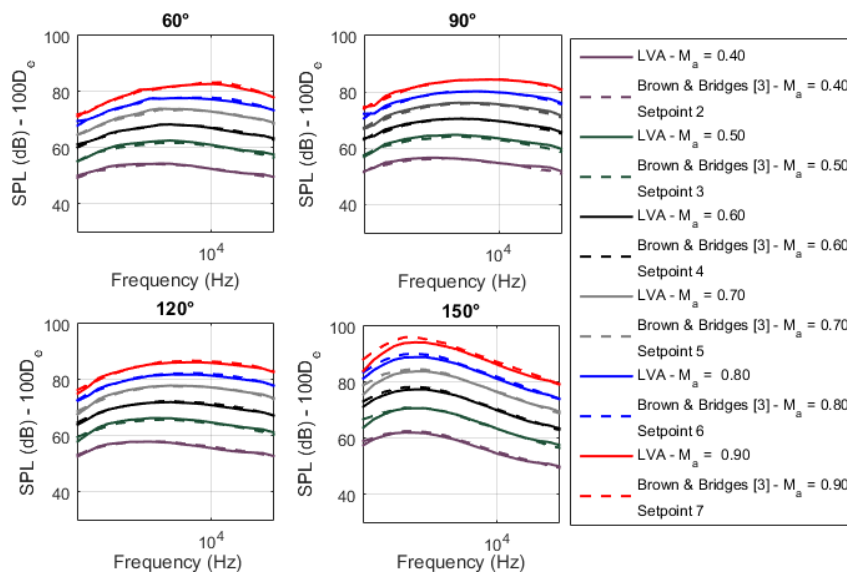 60º
90º
100
80
60
40
SPL (dB) - 100D_e
10^4
Frequency (Hz)
100
80
60
40
SPL (dB) - 100D_e
10^4
Frequency (Hz)
120º
150º
100
80
60
40
SPL (dB) - 100D_e
10^4
Frequency (Hz)
100
80
60
40
SPL (dB) - 100D_e
10^4
Frequency (Hz)
LVA - M_a = 0.40
Brown & Bridges [3] - M_a = 0.40
Setpoint 2
LVA - M_a = 0.50
Brown & Bridges [3] - M_a = 0.50
Setpoint 3
LVA - M_a = 0.60
Brown & Bridges [3] - M_a = 0.60
Setpoint 4
LVA - M_a = 0.70
Brown & Bridges [3] - M_a = 0.70
Setpoint 5
LVA - M_a = 0.80
Brown & Bridges [3] - M_a = 0.80
Setpoint 6
LVA - M_a = 0.90
Brown & Bridges [3] - M_a = 0.90
Setpoint 7